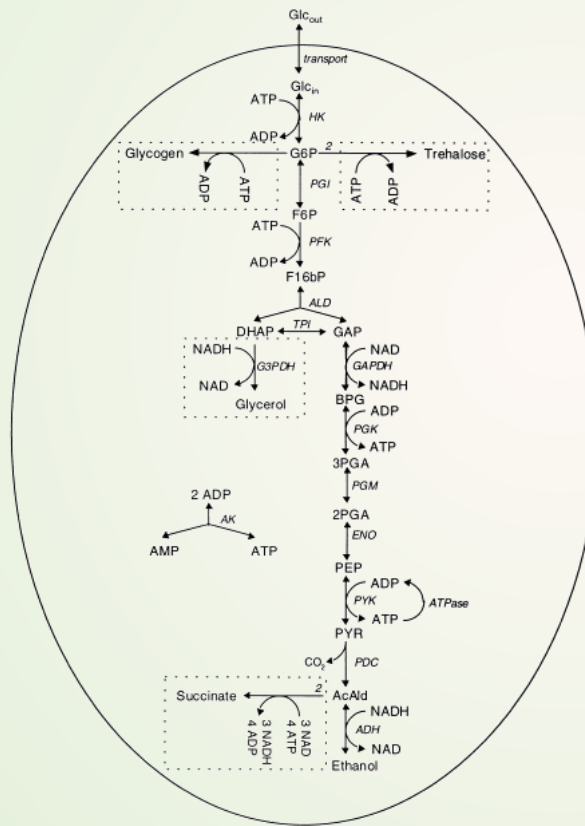 Glc_out
transport
Glc_in
ATP
HK
ADP
Glycogen
G6P
2
Trehalose
ADP
ATP
ATP
ADP
PGI
F6P
ATP
PFK
ADP
F16bP
ALD
DHAP
TPI
GAP
NADH
NAD
G3PDH
GAPDH
NAD
NADH
Glycerol
BPG
ADP
PGK
ATP
3PGA
PGM
2 ADP
AK
2PGA
AMP
ATP
ENO
PEP
ADP
PYK
ATPase
ATP
PYR
CO2
PDC
Succinate
2
AcAld
4 ADP
3 NADH
4 ATP
3 NAD
NADH
ADH
NAD
Ethanol